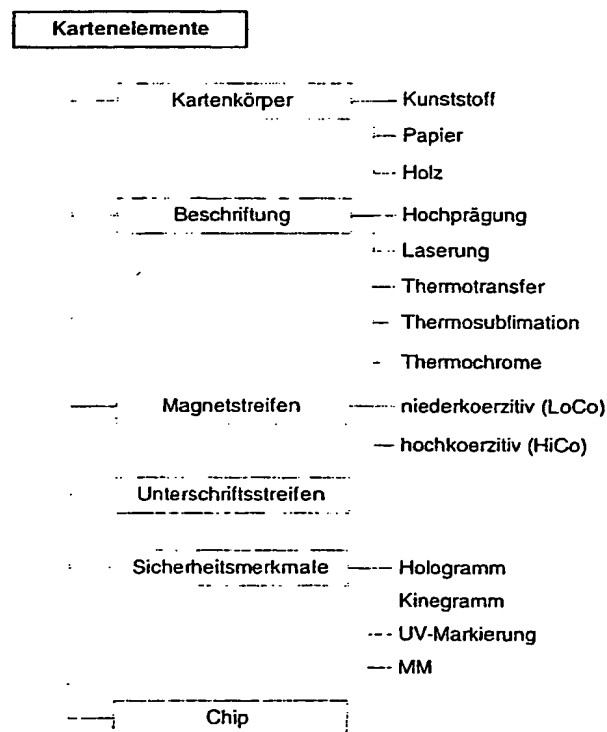 Kartenelemente
Kartenkörper
Kunststoff
Papier
Holz
Beschriftung
Hochprägung
Laserung
Thermotransfer
Thermosublimation
Thermochrome
Magnetstreifen
niederkoerzitiv (LoCo)
hochkoerzitiv (HiCo)
Unterschriftsstreifen
Sicherheitsmerkmale
Hologramm
Kinegramm
UV-Markierung
MM
Chip